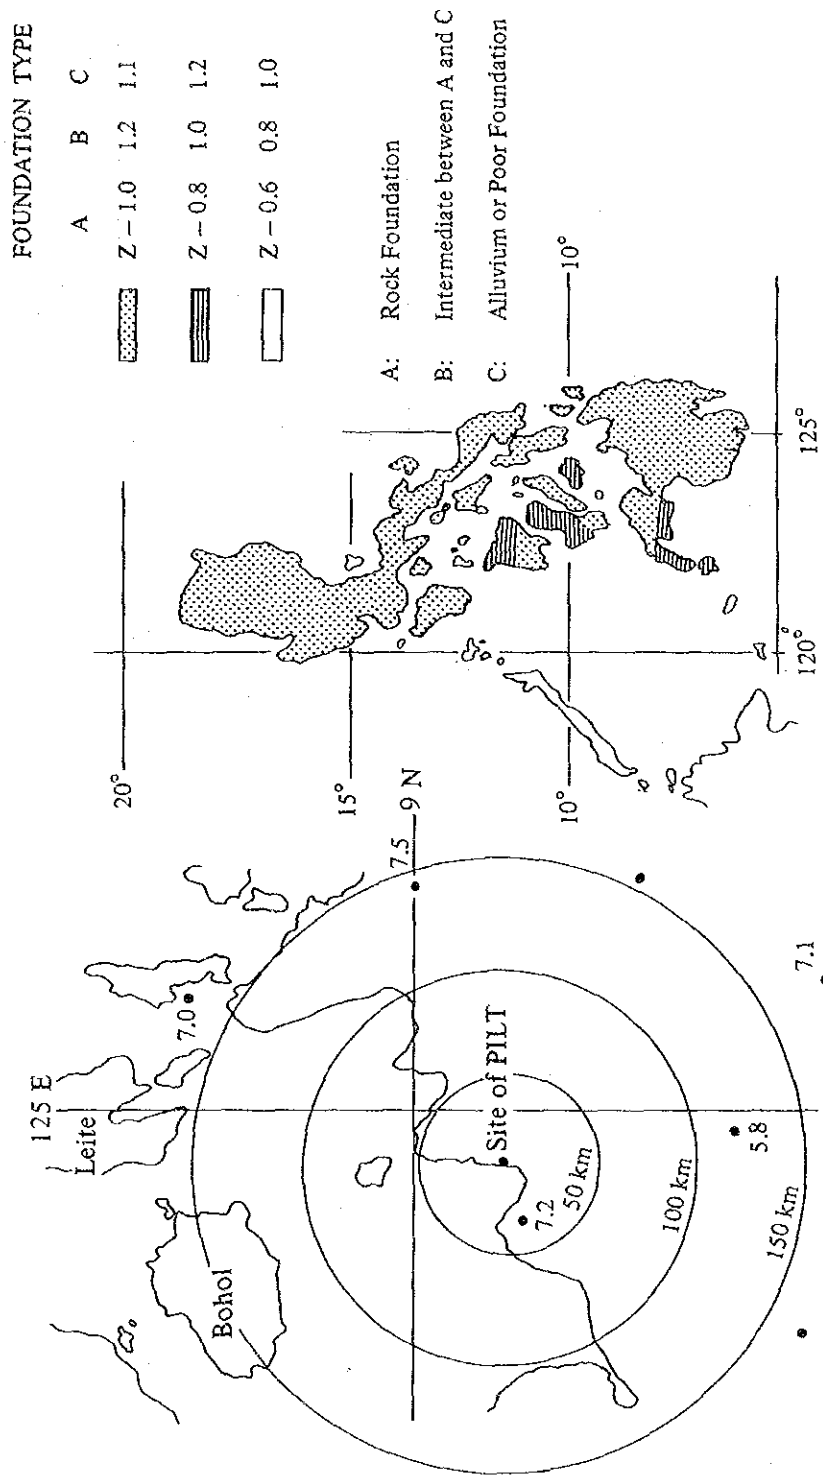 FOUNDATION TYPE
A B C
Z – 1.0 1.2 1.1
Z – 0.8 1.0 1.2
Z – 0.6 0.8 1.0
A: Rock Foundation
B: Intermediate between A and C
C: Alluvium or Poor Foundation
20°
15°
10°
10°
120°
125°
125 E
Leite
Bohol
7.0
9 N
7.5
Site of PILT
7.2
50 km
100 km
5.8
150 km
7.1